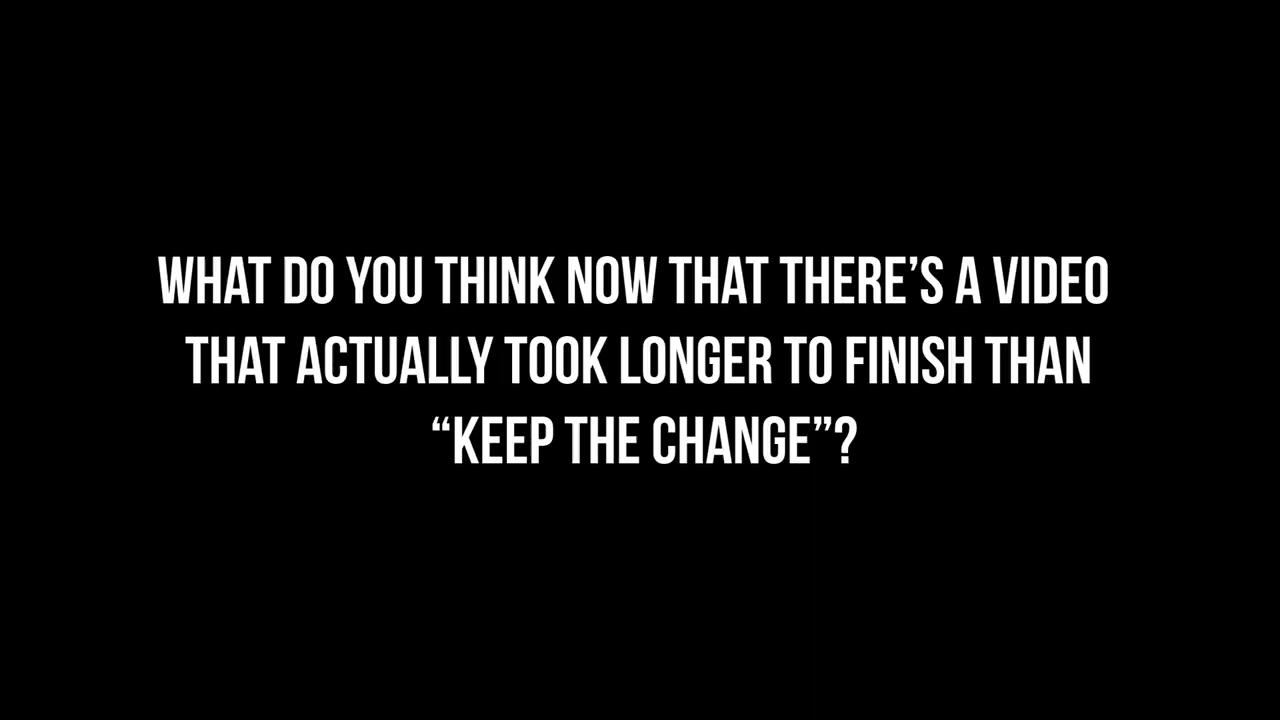 WHAT DO YOU THINK NOW THAT THERE’S A VIDEO
THAT ACTUALLY TOOK LONGER TO FINISH THAN
“KEEP THE CHANGE”?